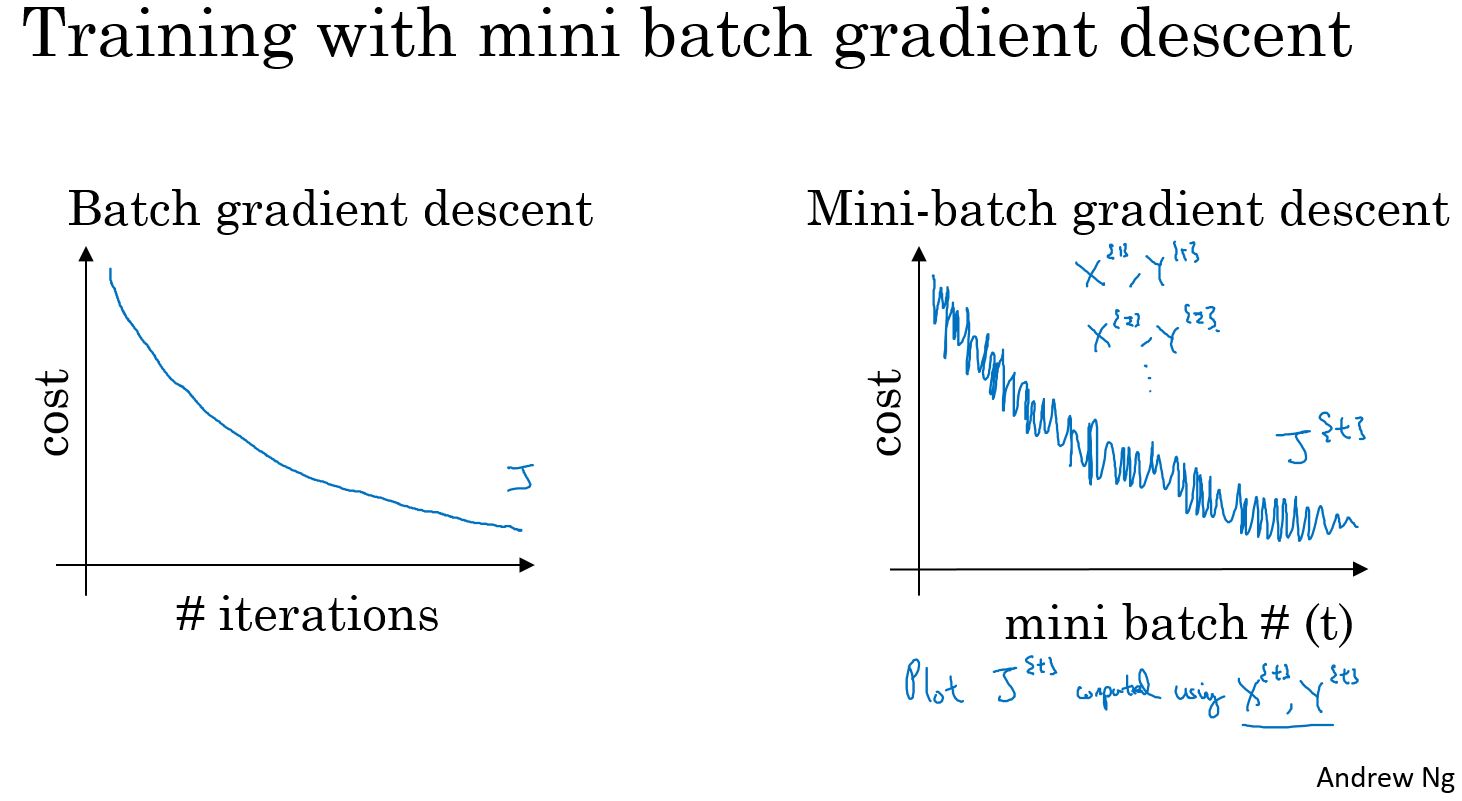 Training with mini batch gradient descent
Batch gradient descent
cost
J
# iterations
Mini-batch gradient descent
X^{1}, Y^{1}
X^{2}, Y^{2}
⋮
cost
J^{t}
mini batch # (t)
Plot J^{t} computed using X^{t}, Y^{t}
Andrew Ng